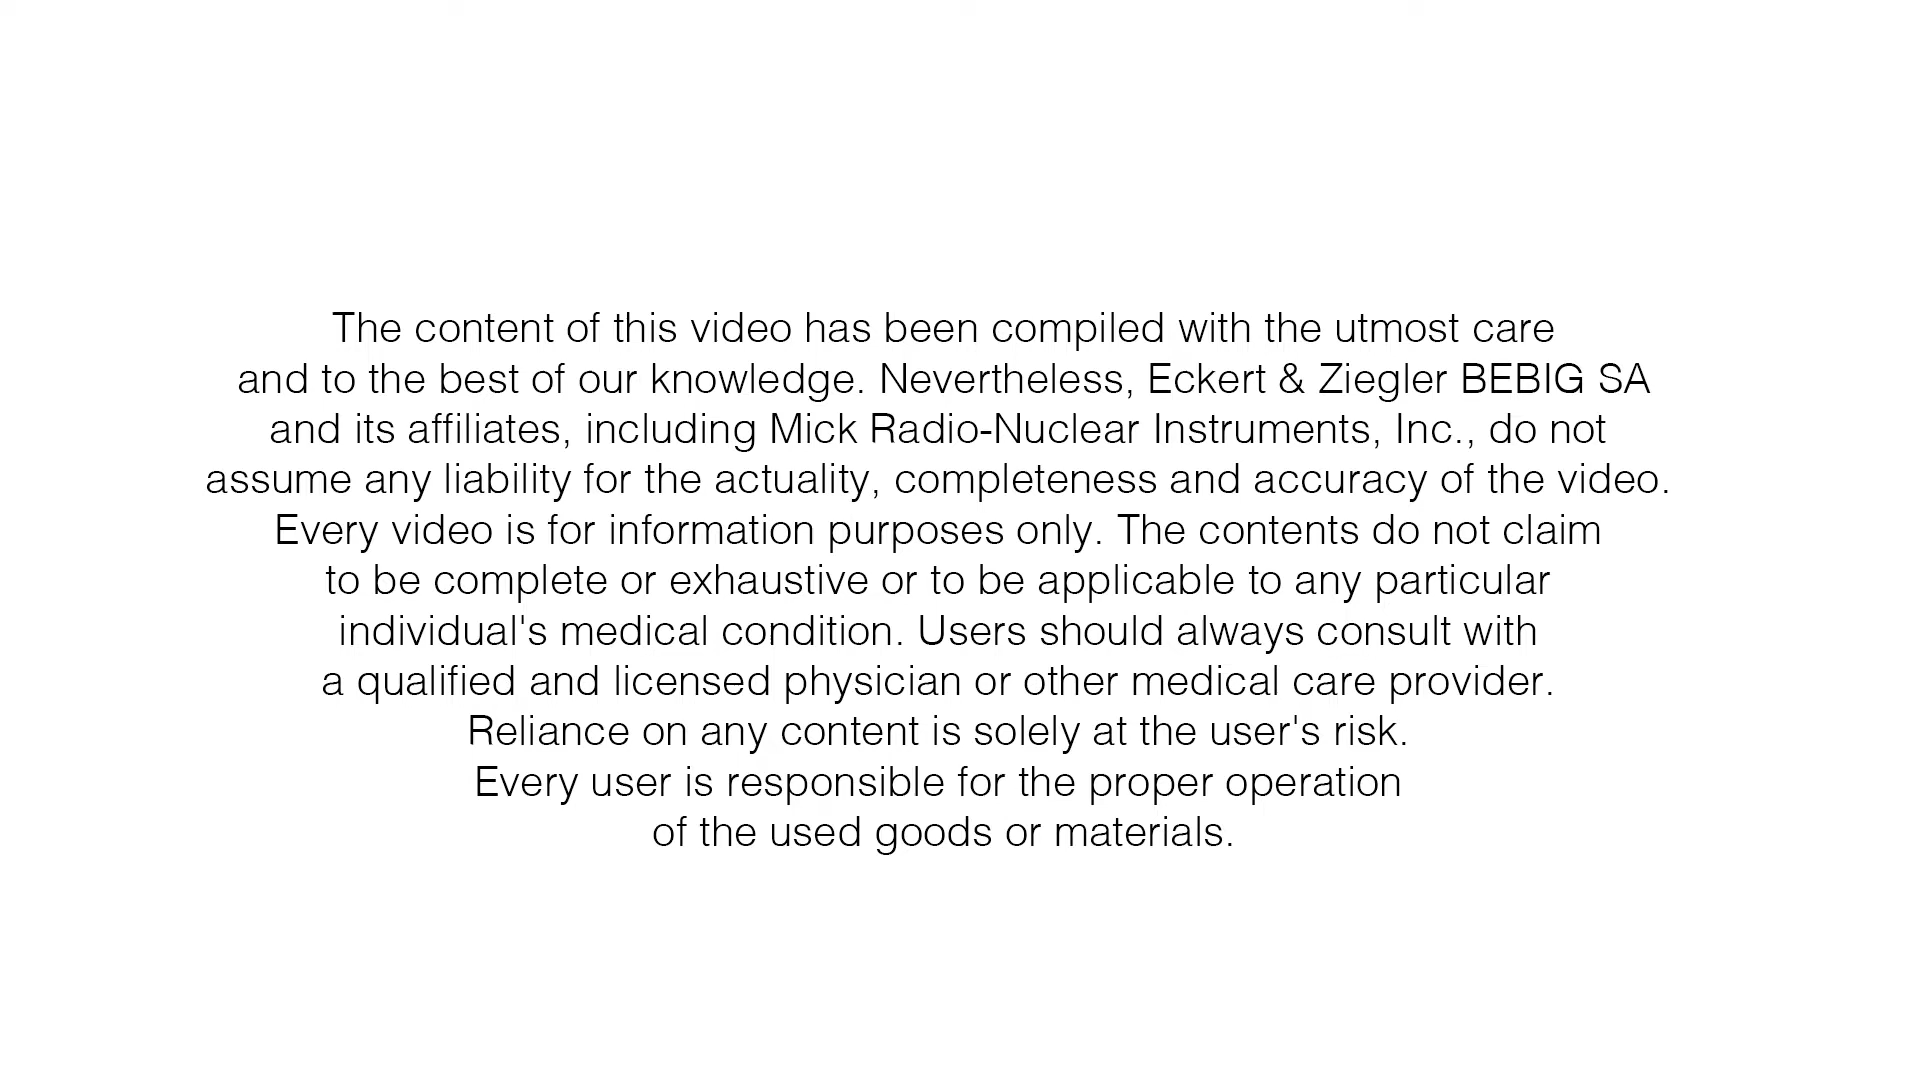 The content of this video has been compiled with the utmost care
and to the best of our knowledge. Nevertheless, Eckert & Ziegler BEBIG SA
and its affiliates, including Mick Radio-Nuclear Instruments, Inc., do not
assume any liability for the actuality, completeness and accuracy of the video.
Every video is for information purposes only. The contents do not claim
to be complete or exhaustive or to be applicable to any particular
individual's medical condition. Users should always consult with
a qualified and licensed physician or other medical care provider.
Reliance on any content is solely at the user's risk.
Every user is responsible for the proper operation
of the used goods or materials.